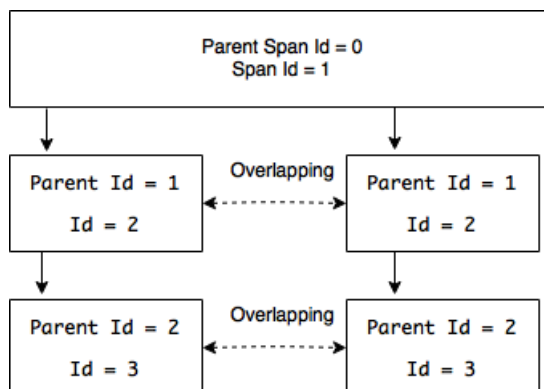 Parent Span Id = 0
Span Id = 1
Parent Id = 1
Id = 2
Overlapping
Parent Id = 1
Id = 2
Parent Id = 2
Id = 3
Overlapping
Parent Id = 2
Id = 3